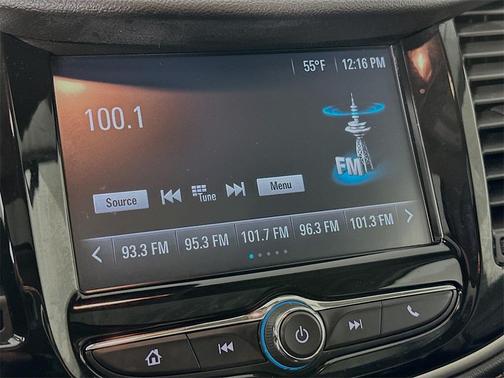 55°F 12:16 PM
100.1
FM
Source Tune Menu
93.3 FM 95.3 FM 101.7 FM 96.3 FM 101.3 FM